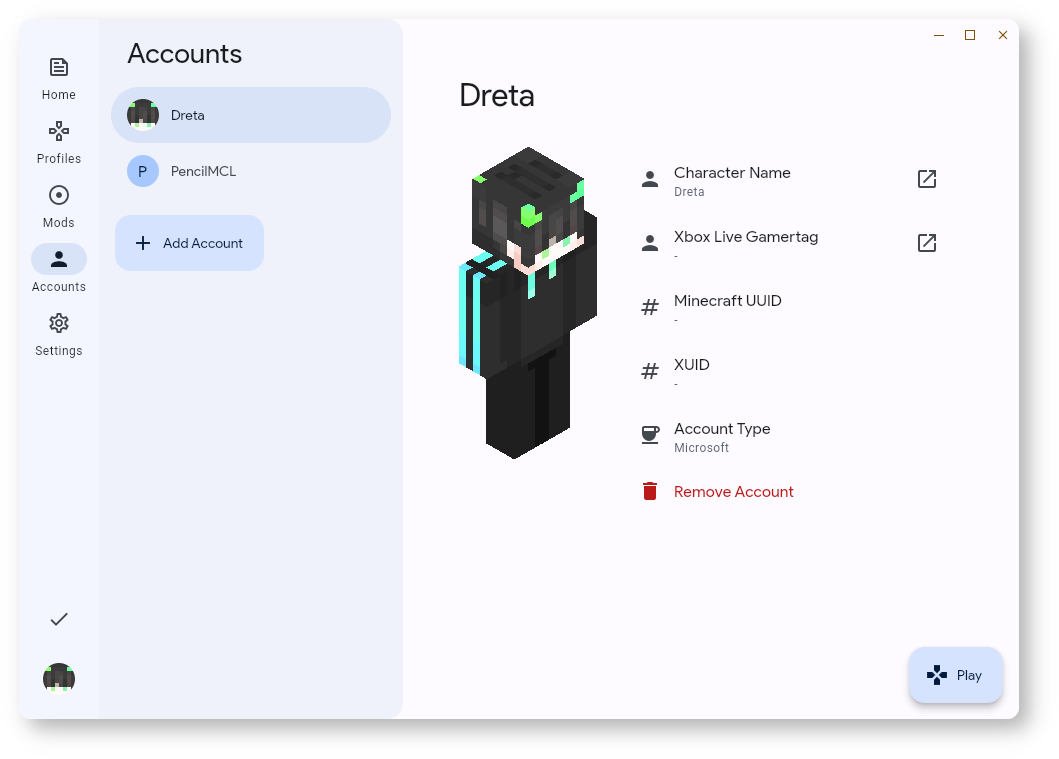 Home
Profiles
Mods
Accounts
Settings
Accounts
Dreta
P
PencilMCL
Add Account
Dreta
Character Name
Dreta
Xbox Live Gamertag
-
Minecraft UUID
-
XUID
-
Account Type
Microsoft
Remove Account
Play